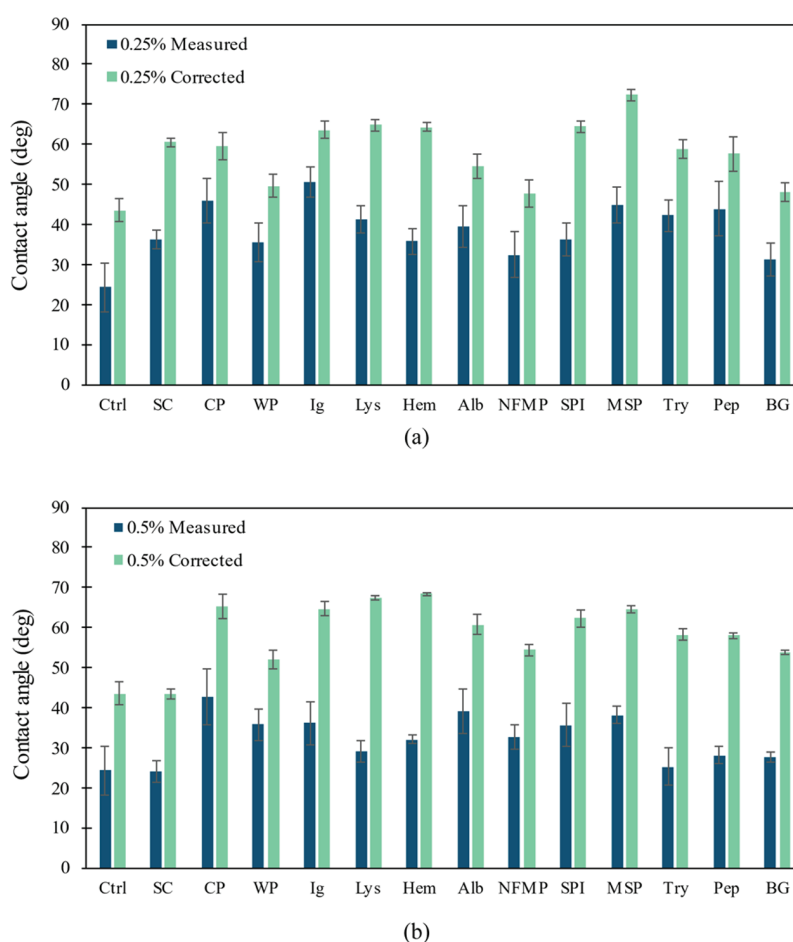 90
80
70
60
50
40
30
20
10
0
Contact angle (deg)
0.25% Measured
0.25% Corrected
Ctrl SC CP WP Ig Lys Hem Alb NFMP SPI MSP Try Pep BG
(a)
90
80
70
60
50
40
30
20
10
0
Contact angle (deg)
0.5% Measured
0.5% Corrected
Ctrl SC CP WP Ig Lys Hem Alb NFMP SPI MSP Try Pep BG
(b)